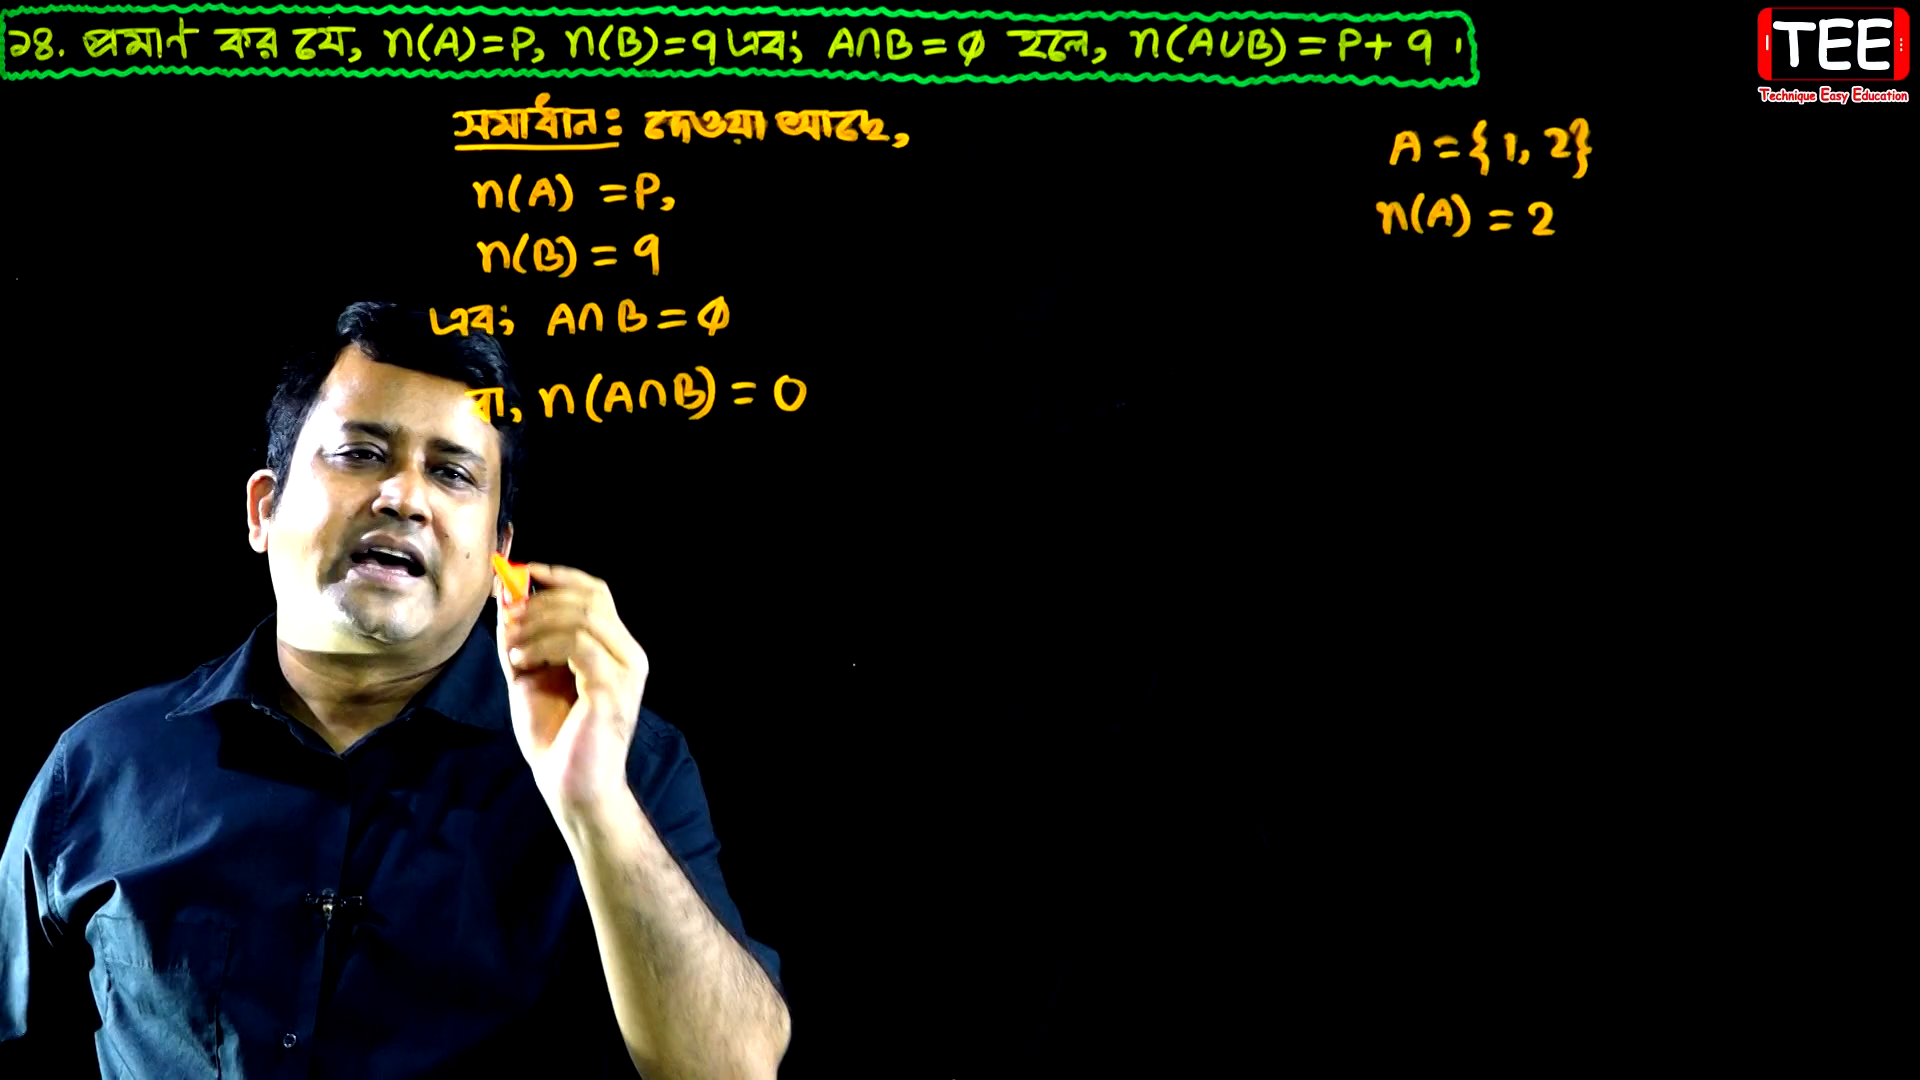 ১৪. প্রমাণ কর যে, n(A)=P, n(B)=q এবং A∩B=φ হলে, n(A∪B)=P+q।
TEE
Technique Easy Education
সমাধান: দেওয়া আছে,
n(A) =P,
n(B) = q
এবং A∩B=φ
বা, n(A∩B) = 0
A = {1, 2}
n(A) = 2